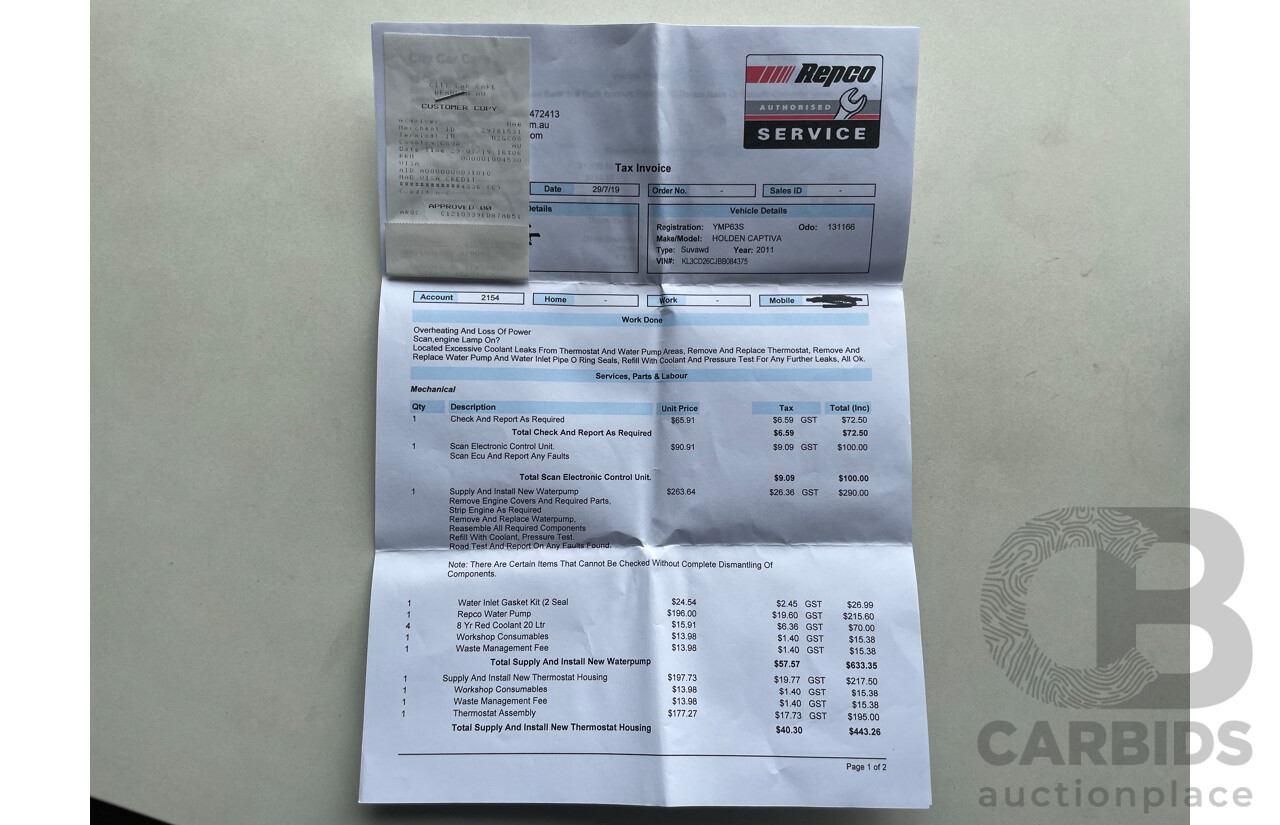 City Car Care
CUSTOMER COPY
Merchant ID 29781531
Terminal ID
Country Code AU
VISA
APPROVED 00
472413
m.au
om
Repco
AUTHORISED
SERVICE
Tax Invoice
Date 29/7/19 Order No. - Sales ID -
etails Vehicle Details
Registration: YMP63S Odo: 131166
Make/Model: HOLDEN CAPTIVA
Type: Suvawd Year: 2011
VIN#: KL3CD26CJBB084375
Account 2154 Home - Work - Mobile
Work Done
Overheating And Loss Of Power
Scan,engine Lamp On?
Located Excessive Coolant Leaks From Thermostat And Water Pump Areas, Remove And Replace Thermostat, Remove And
Replace Water Pump And Water Inlet Pipe O Ring Seals, Refill With Coolant And Pressure Test For Any Further Leaks, All Ok.
Services, Parts & Labour
Mechanical
Qty Description Unit Price Tax Total (Inc)
1 Check And Report As Required $65.91 $6.59 GST $72.50
Total Check And Report As Required $6.59 $72.50
1 Scan Electronic Control Unit. $90.91 $9.09 GST $100.00
Scan Ecu And Report Any Faults
Total Scan Electronic Control Unit. $9.09 $100.00
1 Supply And Install New Waterpump $263.64 $26.36 GST $290.00
Remove Engine Covers And Required Parts,
Strip Engine As Required
Remove And Replace Waterpump,
Reassemble All Required Components
Refill With Coolant, Pressure Test.
Road Test And Report On Any Faults Found.
Note: There Are Certain Items That Cannot Be Checked Without Complete Dismantling Of
Components.
1 Water Inlet Gasket Kit (2 Seal $24.54 $2.45 GST $26.99
1 Repco Water Pump $196.00 $19.60 GST $215.60
4 8 Yr Red Coolant 20 Ltr $15.91 $6.36 GST $70.00
1 Workshop Consumables $13.98 $1.40 GST $15.38
1 Waste Management Fee $13.98 $1.40 GST $15.38
Total Supply And Install New Waterpump $57.57 $633.35
1 Supply And Install New Thermostat Housing $197.73 $19.77 GST $217.50
1 Workshop Consumables $13.98 $1.40 GST $15.38
1 Waste Management Fee $13.98 $1.40 GST $15.38
1 Thermostat Assembly $177.27 $17.73 GST $195.00
Total Supply And Install New Thermostat Housing $40.30 $443.26
Page 1 of 2
CB
CARBIDS
auctionplace